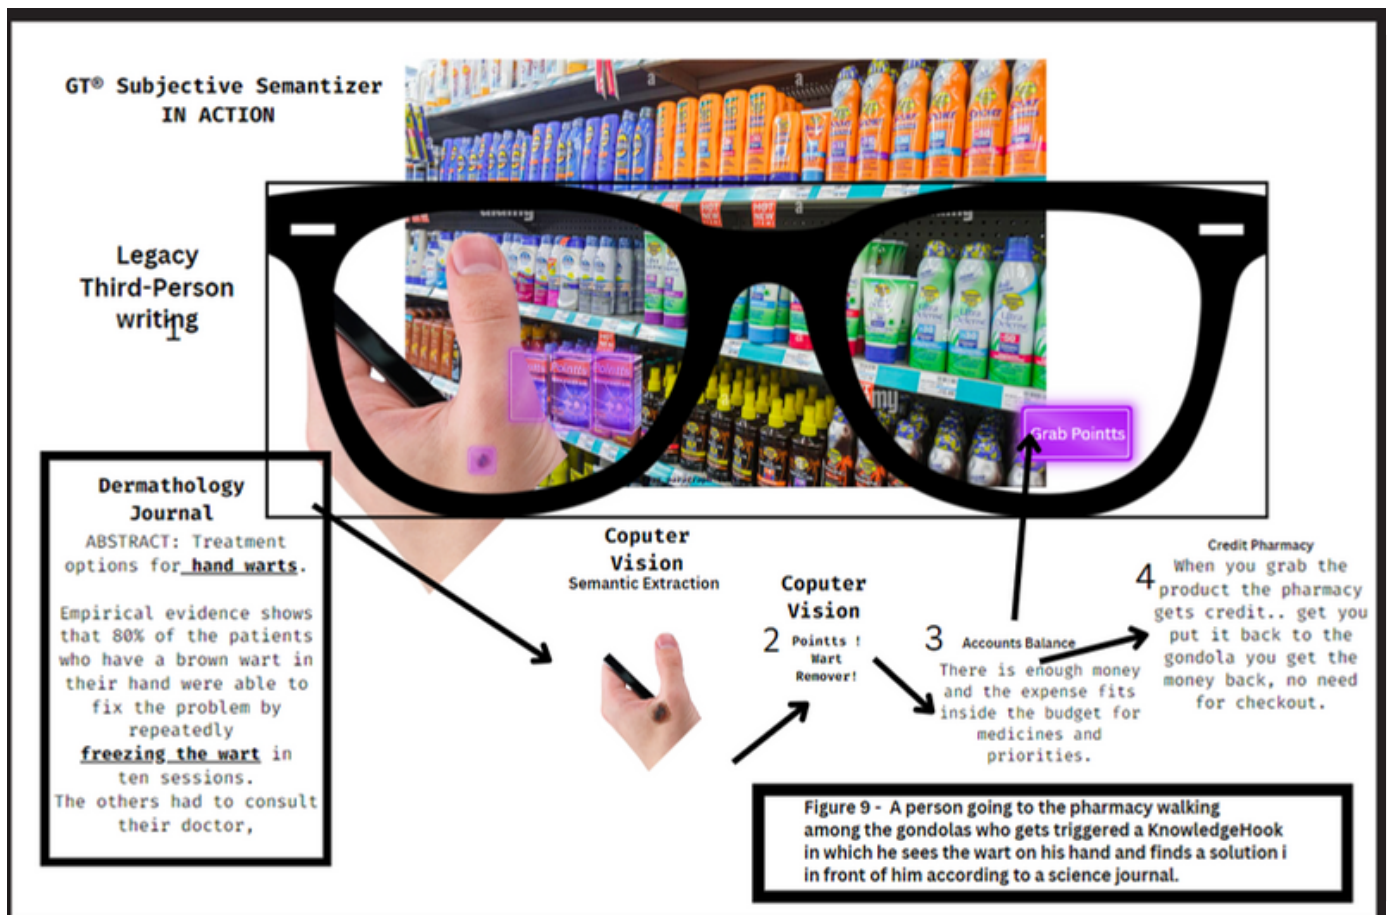 GT® Subjective Semantizer
IN ACTION
Legacy
Third-Person
writing
HOT
NEW
HOT
NEW
Pointts
Pointts
Grab Pointts
Dermathology
Journal
ABSTRACT: Treatment
options for hand warts.
Empirical evidence shows
that 80% of the patients
who have a brown wart in
their hand were able to
fix the problem by
repeatedly
freezing the wart in
ten sessions.
The others had to consult
their doctor,
Coputer
Vision
Semantic Extraction
Coputer
Vision
2
Pointts !
Wart
Remover!
3
Accounts Balance
There is enough money
and the expense fits
inside the budget for
medicines and
priorities.
Credit Pharmacy
4
When you grab the
product the pharmacy
gets credit.. get you
put it back to the
gondola you get the
money back, no need
for checkout.
Figure 9 - A person going to the pharmacy walking
among the gondolas who gets triggered a KnowledgeHook
in which he sees the wart on his hand and finds a solution i
in front of him according to a science journal.